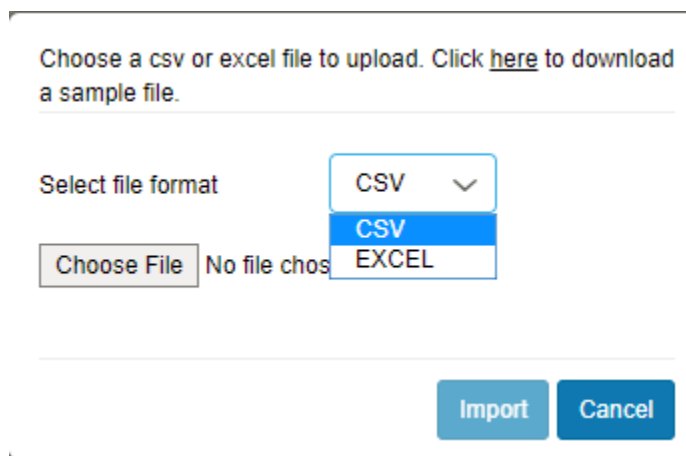 Choose a csv or excel file to upload. Click here to download
a sample file.
Select file format
CSV
CSV
EXCEL
Choose File No file chos
Import Cancel